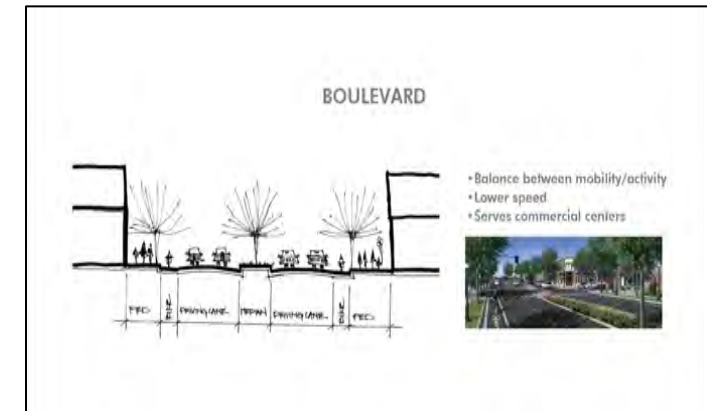 BOULEVARD
•Balance between mobility/activity
•Lower speed
•Serves commercial centers
PED
DRIVING LANE
MEDIAN
DRIVING LANE
PED